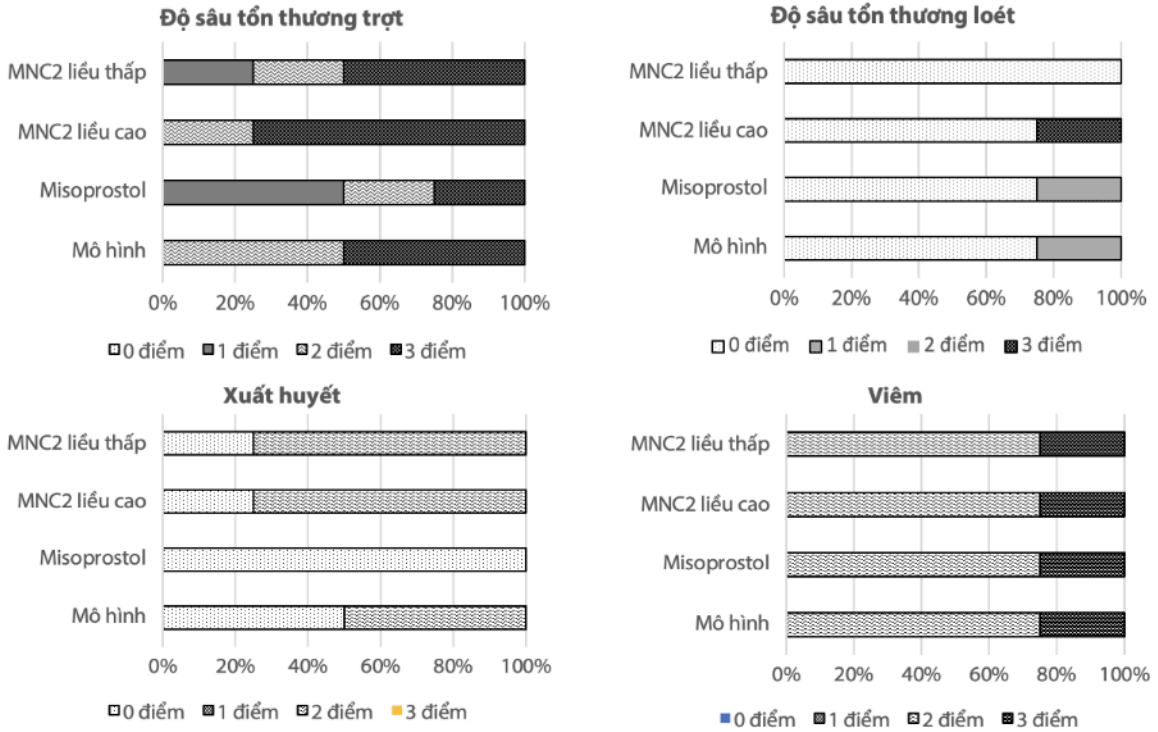 Độ sâu tổn thương trợt
MNC2 liều thấp
MNC2 liều cao
Misoprostol
Mô hình
0% 20% 40% 60% 80% 100%
0 điểm 1 điểm 2 điểm 3 điểm
Độ sâu tổn thương loét
MNC2 liều thấp
MNC2 liều cao
Misoprostol
Mô hình
0% 20% 40% 60% 80% 100%
0 điểm 1 điểm 2 điểm 3 điểm
Xuất huyết
MNC2 liều thấp
MNC2 liều cao
Misoprostol
Mô hình
0% 20% 40% 60% 80% 100%
0 điểm 1 điểm 2 điểm 3 điểm
Viêm
MNC2 liều thấp
MNC2 liều cao
Misoprostol
Mô hình
0% 20% 40% 60% 80% 100%
0 điểm 1 điểm 2 điểm 3 điểm